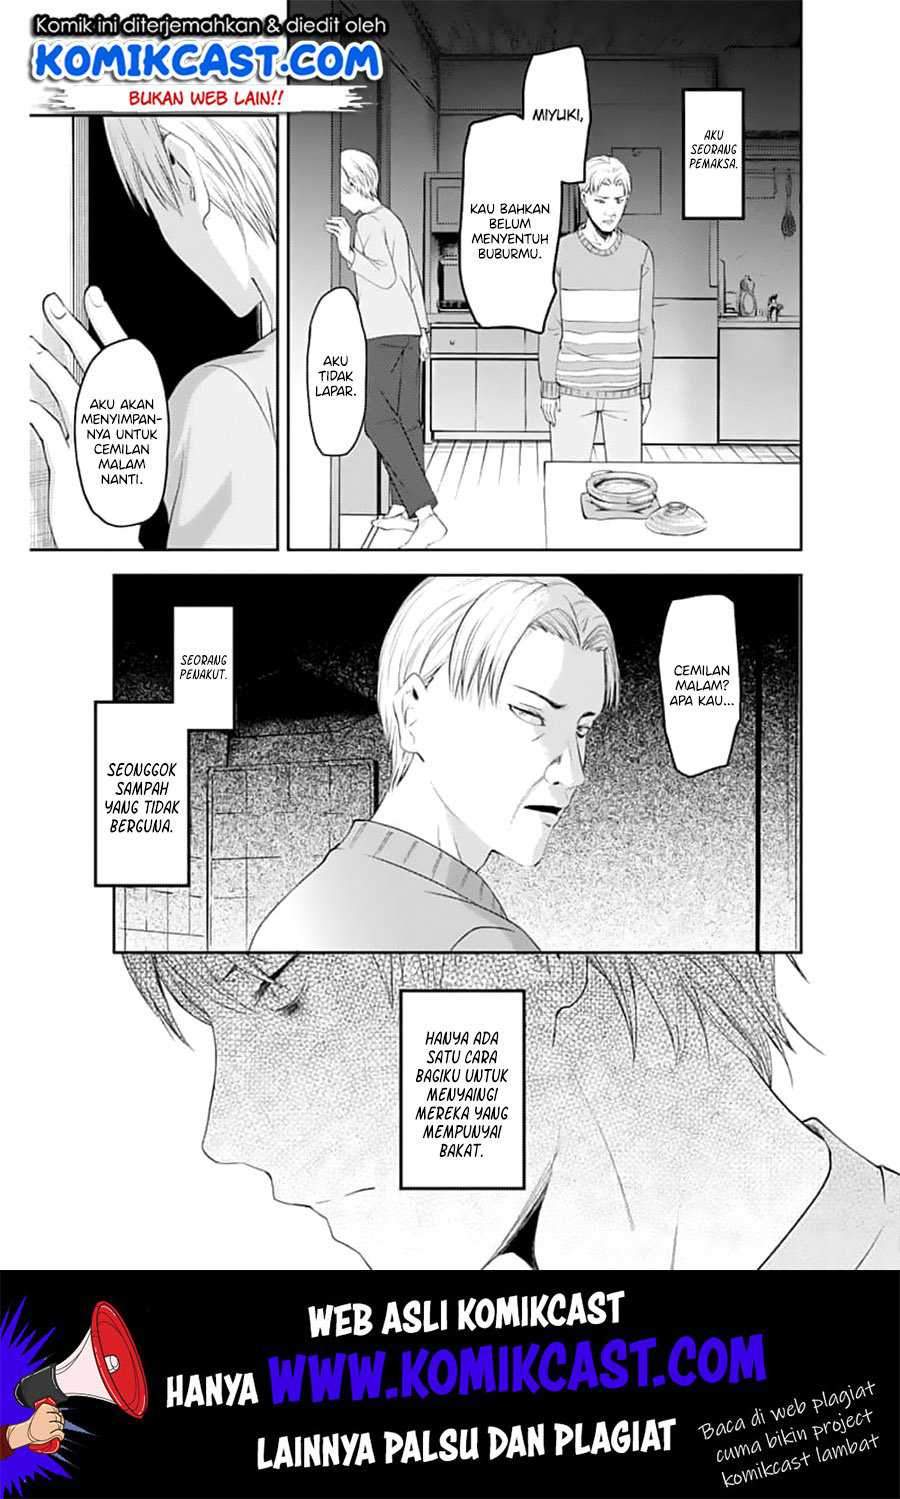 Komik ini diterjemahkan & diedit oleh
KOMIKCAST.COM
BUKAN WEB LAIN!!
AKU
SEORANG
PEMAKSA.
MIYUKI,
KAU BAHKAN
BELUM
MENYENTUH
BUBURMU.
AKU
TIDAK
LAPAR.
AKU AKAN
MENYIMPAN-
NYA UNTUK
CEMILAN
MALAM
NANTI.
CEMILAN
MALAM?
APA KAU...
SEORANG
PENAKUT.
SEONGGOK
SAMPAH
YANG TIDAK
BERGUNA.
HANYA ADA
SATU CARA
BAGIKU UNTUK
MENYAINGI
MEREKA YANG
MEMPUNYAI
BAKAT.
WEB ASLI KOMIKCAST
HANYA WWW.KOMIKCAST.COM
LAINNYA PALSU DAN PLAGIAT
Baca di web plagiat
cuma bikin project
komikcast lambat